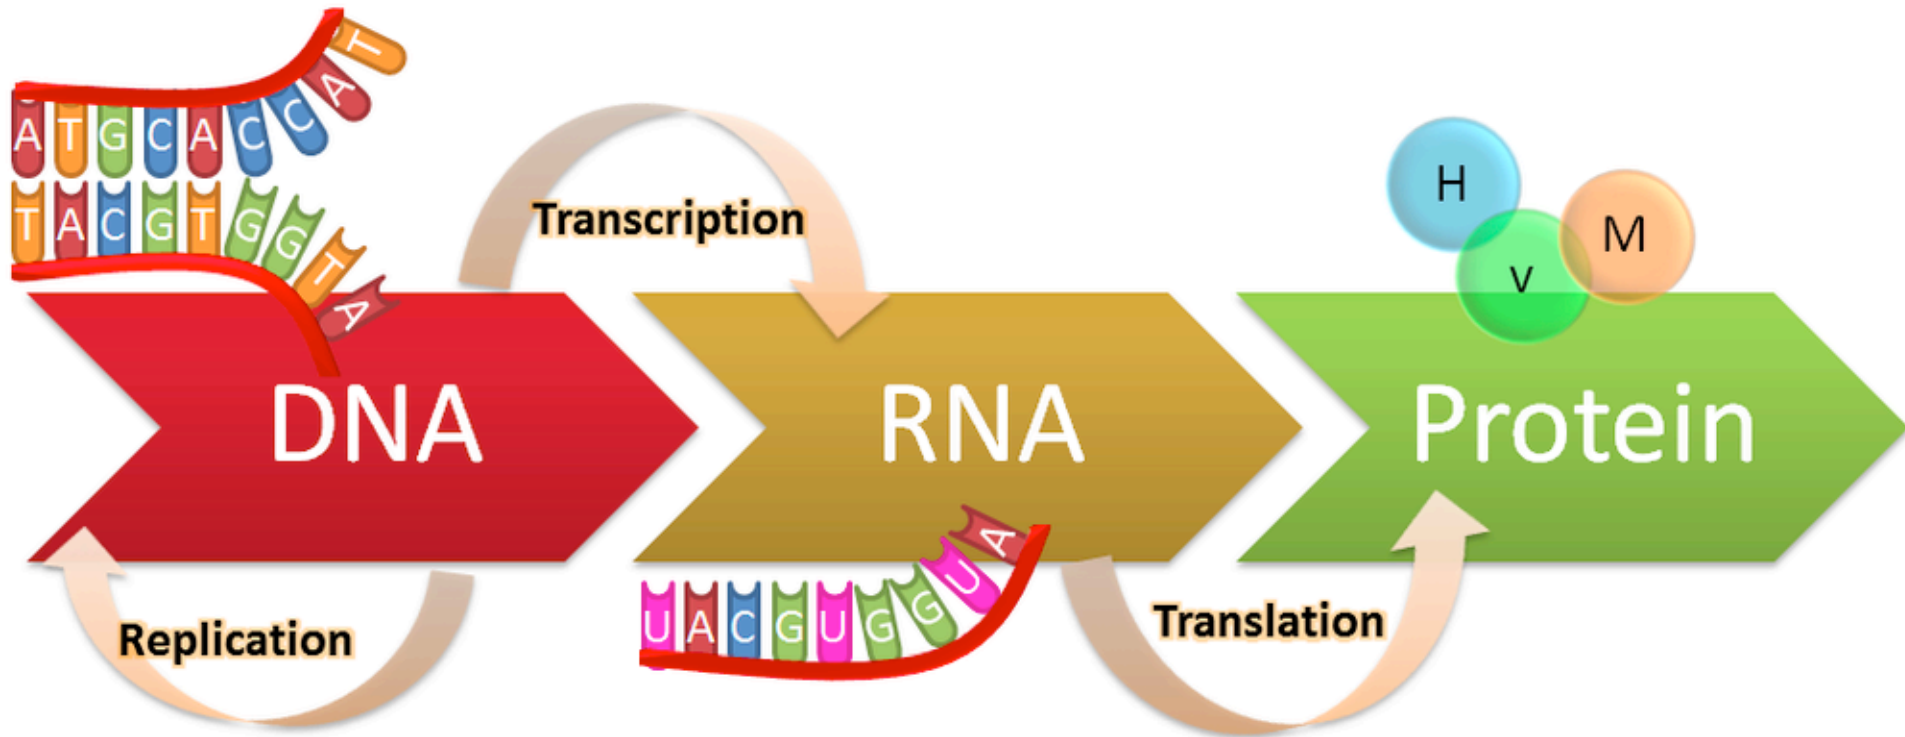 ATGCACCAT
TACGTGGTA
Transcription
H
V
M
DNA
RNA
Protein
Replication
UACGUGGUA
Translation